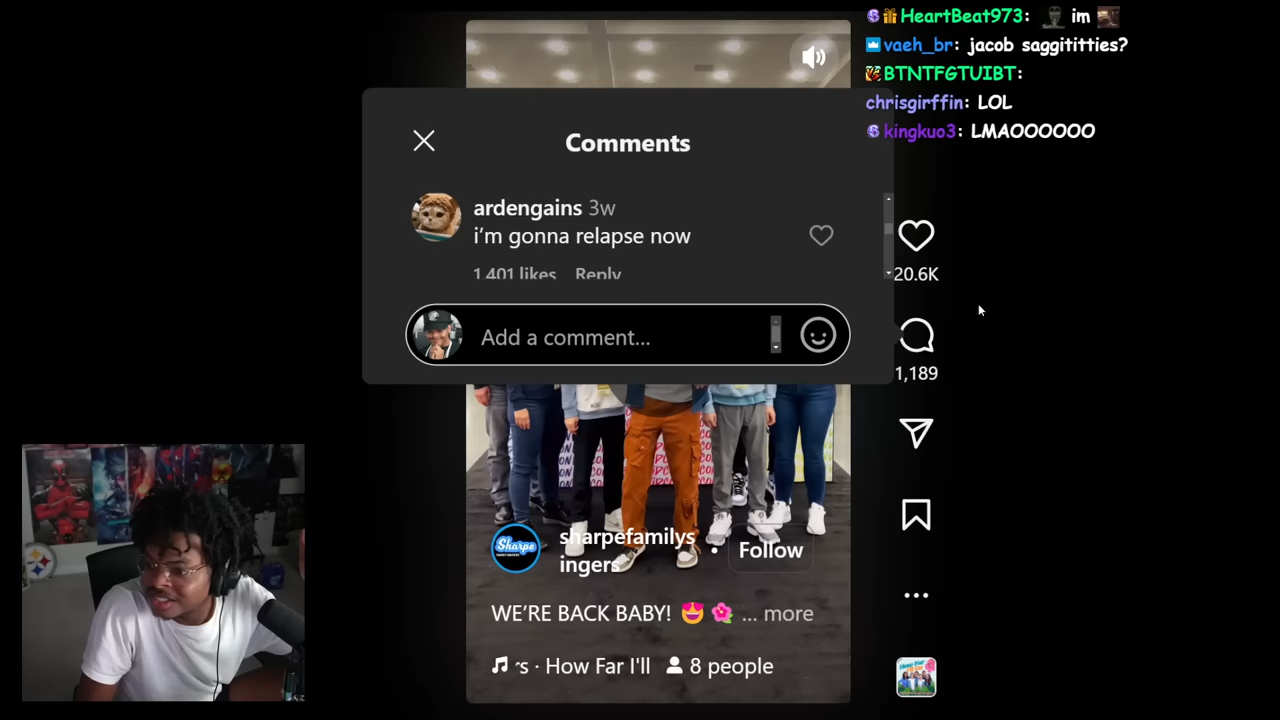 HeartBeat973: im
vaeh_br: jacob saggititties?
BTNTFGTUIBT:
chrisgirffin: LOL
kingkuo3: LMAOOOOOO
Comments
ardengains 3w
i’m gonna relapse now
1,401 likes Reply
Add a comment...
20.6K
1,189
Sharpe
sharpefamilys
ingers
• Follow
WE’RE BACK BABY! 😍 🌺 ... more
's · How Far I'll
8 people